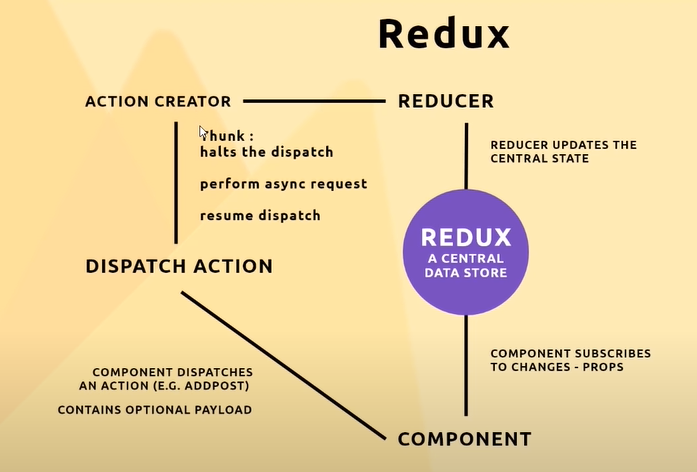 Redux
ACTION CREATOR
REDUCER
Thunk :
halts the dispatch
perform async request
resume dispatch
REDUCER UPDATES THE
CENTRAL STATE
REDUX
A CENTRAL
DATA STORE
DISPATCH ACTION
COMPONENT DISPATCHES
AN ACTION (E.G. ADDPOST)
CONTAINS OPTIONAL PAYLOAD
COMPONENT SUBSCRIBES
TO CHANGES - PROPS
COMPONENT